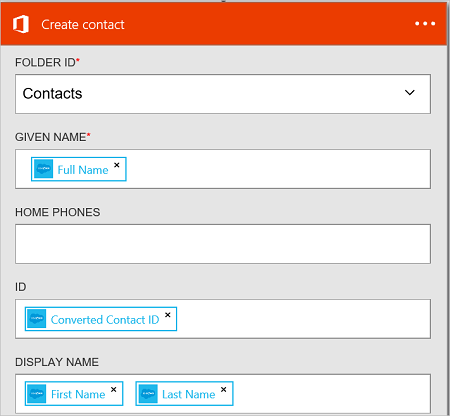 Create contact
FOLDER ID*
Contacts
GIVEN NAME*
Full Name ×
HOME PHONES
ID
Converted Contact ID ×
DISPLAY NAME
First Name × Last Name ×